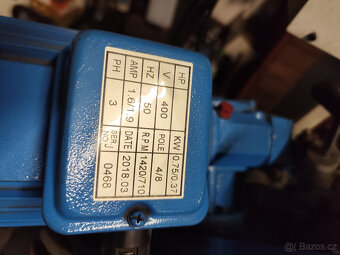 HP KW 0.75/0.37
V 400 POLE 4/8
HZ 50 RPM 1420/710
AMP 1.6/1.9 DATE 2018.03
PH 3 SER NO. J 0468
© Bazos.cz